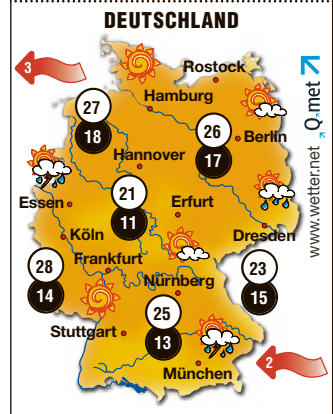 DEUTSCHLAND
3
Rostock
Hamburg
27
18
26
17
Berlin
Hannover
21
11
Essen
Erfurt
Köln
Dresden
Frankfurt
28
14
23
15
Nürnberg
25
13
Stuttgart
München
2
www.wetter.net Q.met